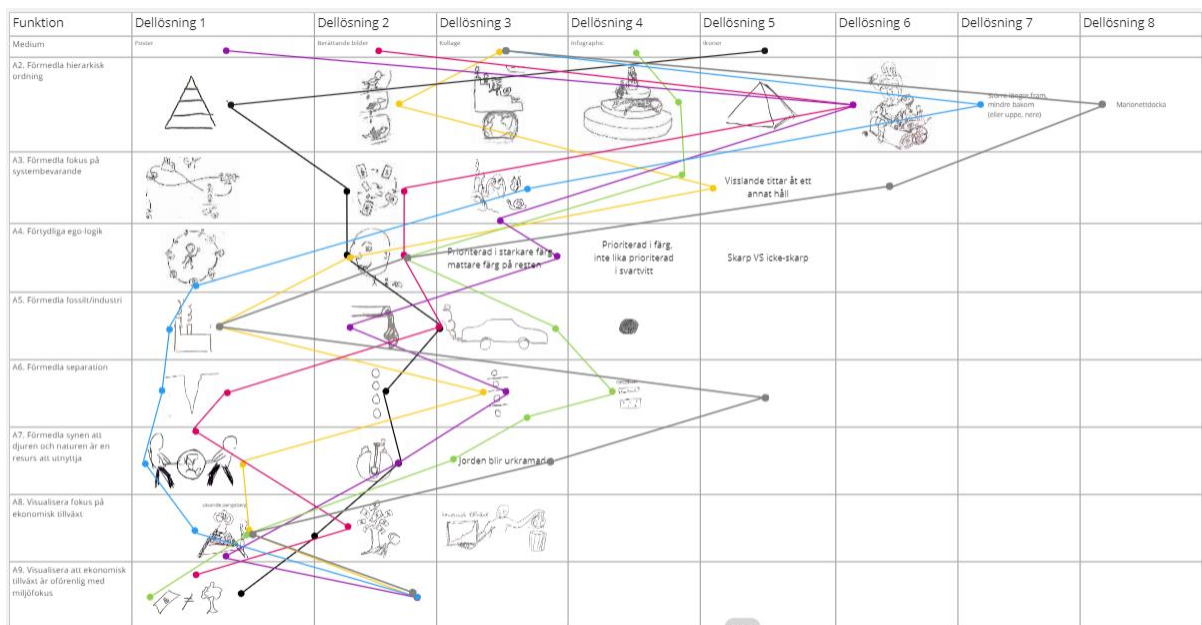 Funktion
Dellösning 1
Dellösning 2
Dellösning 3
Dellösning 4
Dellösning 5
Dellösning 6
Dellösning 7
Dellösning 8
Medium
Poster
Berättande bilder
Kollage
Infographic
Ikoner
A2. Förmedla hierarkisk
ordning
Större längre fram,
mindre bakom
(eller uppe, nere)
Marionettdocka
A3. Förmedla fokus på
systembevarande
Visslande tittar åt ett
annat håll
A4. Förtydliga ego-logik
Prioriterad i starkare färg,
mattare färg på resten
Prioriterad i färg,
inte lika prioriterad
i svartvitt
Skarp VS icke-skarp
A5. Förmedla fossilt/industri
A6. Förmedla separation
A7. Förmedla synen att
djuren och naturen är en
resurs att utnyttja
Jorden blir urkramad
A8. Visualisera fokus på
ekonomisk tillväxt
A9. Visualisera att ekonomisk
tillväxt är oförenlig med
miljöfokus